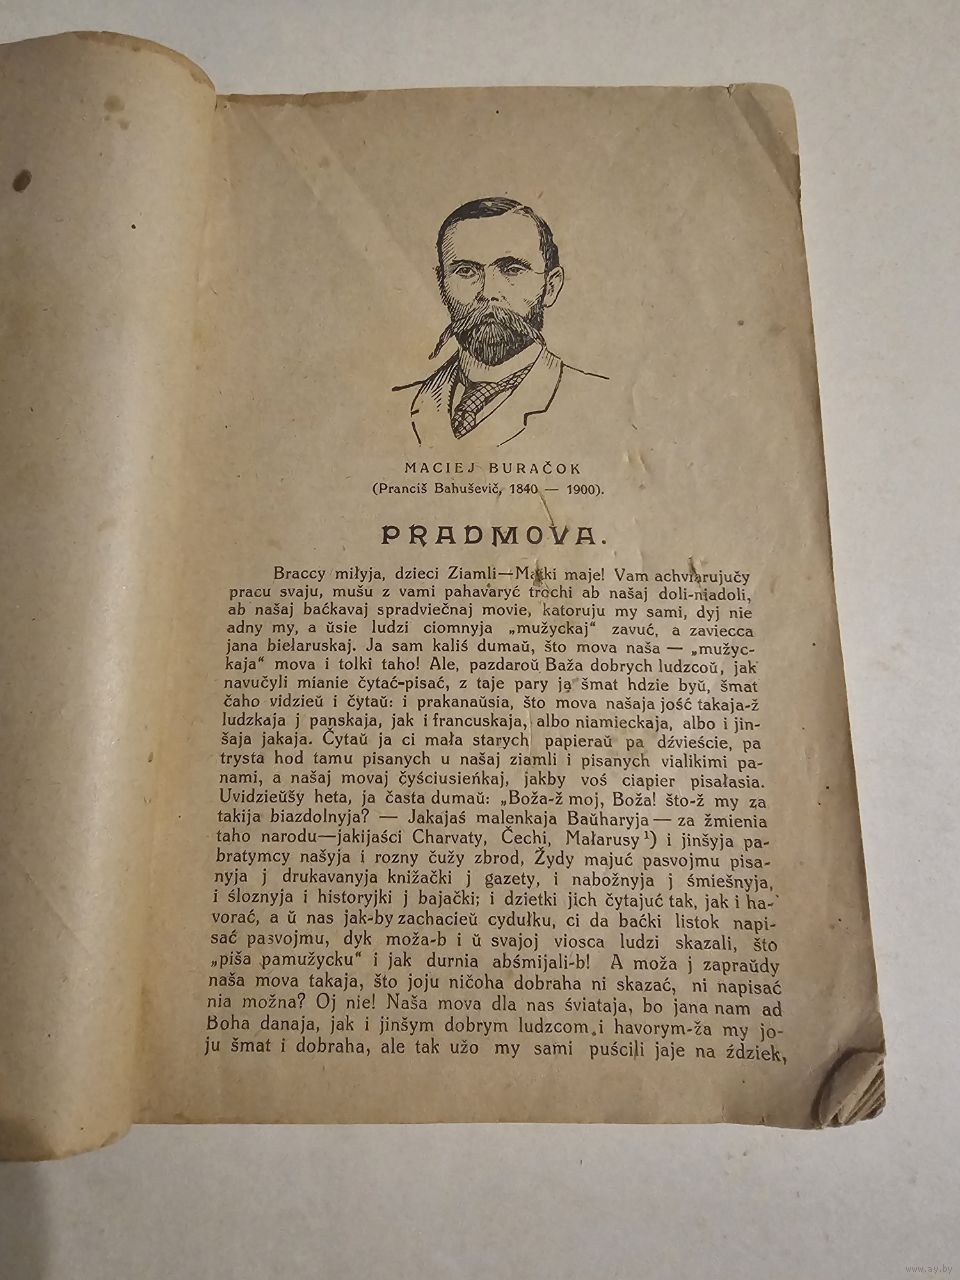 MACIEJ BURAČOK
(Pranciš Bahuševič, 1840 — 1900).
PRADMOVA.
Braccy miłyja, dzieci Ziamli—Matki maje! Vam achviarujučy
pracu svaju, mušu z vami pahavaryć trochi ab našaj doli-niadoli,
ab našaj baćkavaj spradviečnaj movie, katoruju my sami, dyj nie
adny my, a ŭsie ludzi ciomnyja „mužyckaj“ zavuć, a zaviecca
jana biełaruskaj. Ja sam kaliś dumaŭ, što mova naša — „mužyc-
kaja“ mova i tolki taho! Ale, pazdaroŭ Baža dobrych ludzcoŭ, jak
navučyli mianie čytać-pisać, z taje pary ja šmat hdzie byŭ, šmat
čaho vidzieŭ i čytaŭ: i prakanaŭsia, što mova našaja jość takaja-ž
ludzkaja j panskaja, jak i francuskaja, albo niamieckaja, albo i jin-
šaja jakaja. Čytaŭ ja ci mała starych papieraŭ pa dźvieście, pa
trysta hod tamu pisanych u našaj ziamli i pisanych vialikimi pa-
nami, a našaj movaj čyściusieńkaj, jakby voś ciapier pisałasia.
Uvidzieŭšy heta, ja časta dumaŭ: „Boža-ž moj, Boža! što-ž my za
takija biazdolnyja? — Jakajaś malenkaja Baŭharyja — za žmienia
taho narodu—jakijaści Charvaty, Čechi, Małarusy ¹) i jinšyja pa-
bratymcy našyja i rozny čužy zbrod, Žydy majuć pasvojmu pisa-
nyja j drukavanyja knižački j gazety, i nabožnyja j śmiešnyja,
i śloznyja i historyjki j bajački; i dzietki jich čytajuć tak, jak i ha-
vorać, a ŭ nas jak-by zachacieŭ cydułku, ci da baćki listok napi-
sać pasvojmu, dyk moža-b i ŭ svajoj viosca ludzi skazali, što
„piša pamužycku“ i jak durnia abśmijali-b! A moža j zapraŭdy
naša mova takaja, što joju ničoha dobraha ni skazać, ni napisać
nia možna? Oj nie! Naša mova dla nas śviataja, bo jana nam ad
Boha danaja, jak i jinšym dobrym ludzcom i havorym-ža my jo-
ju šmat i dobraha, ale tak užo my sami puścili jaje na ździek,
www.ay.by